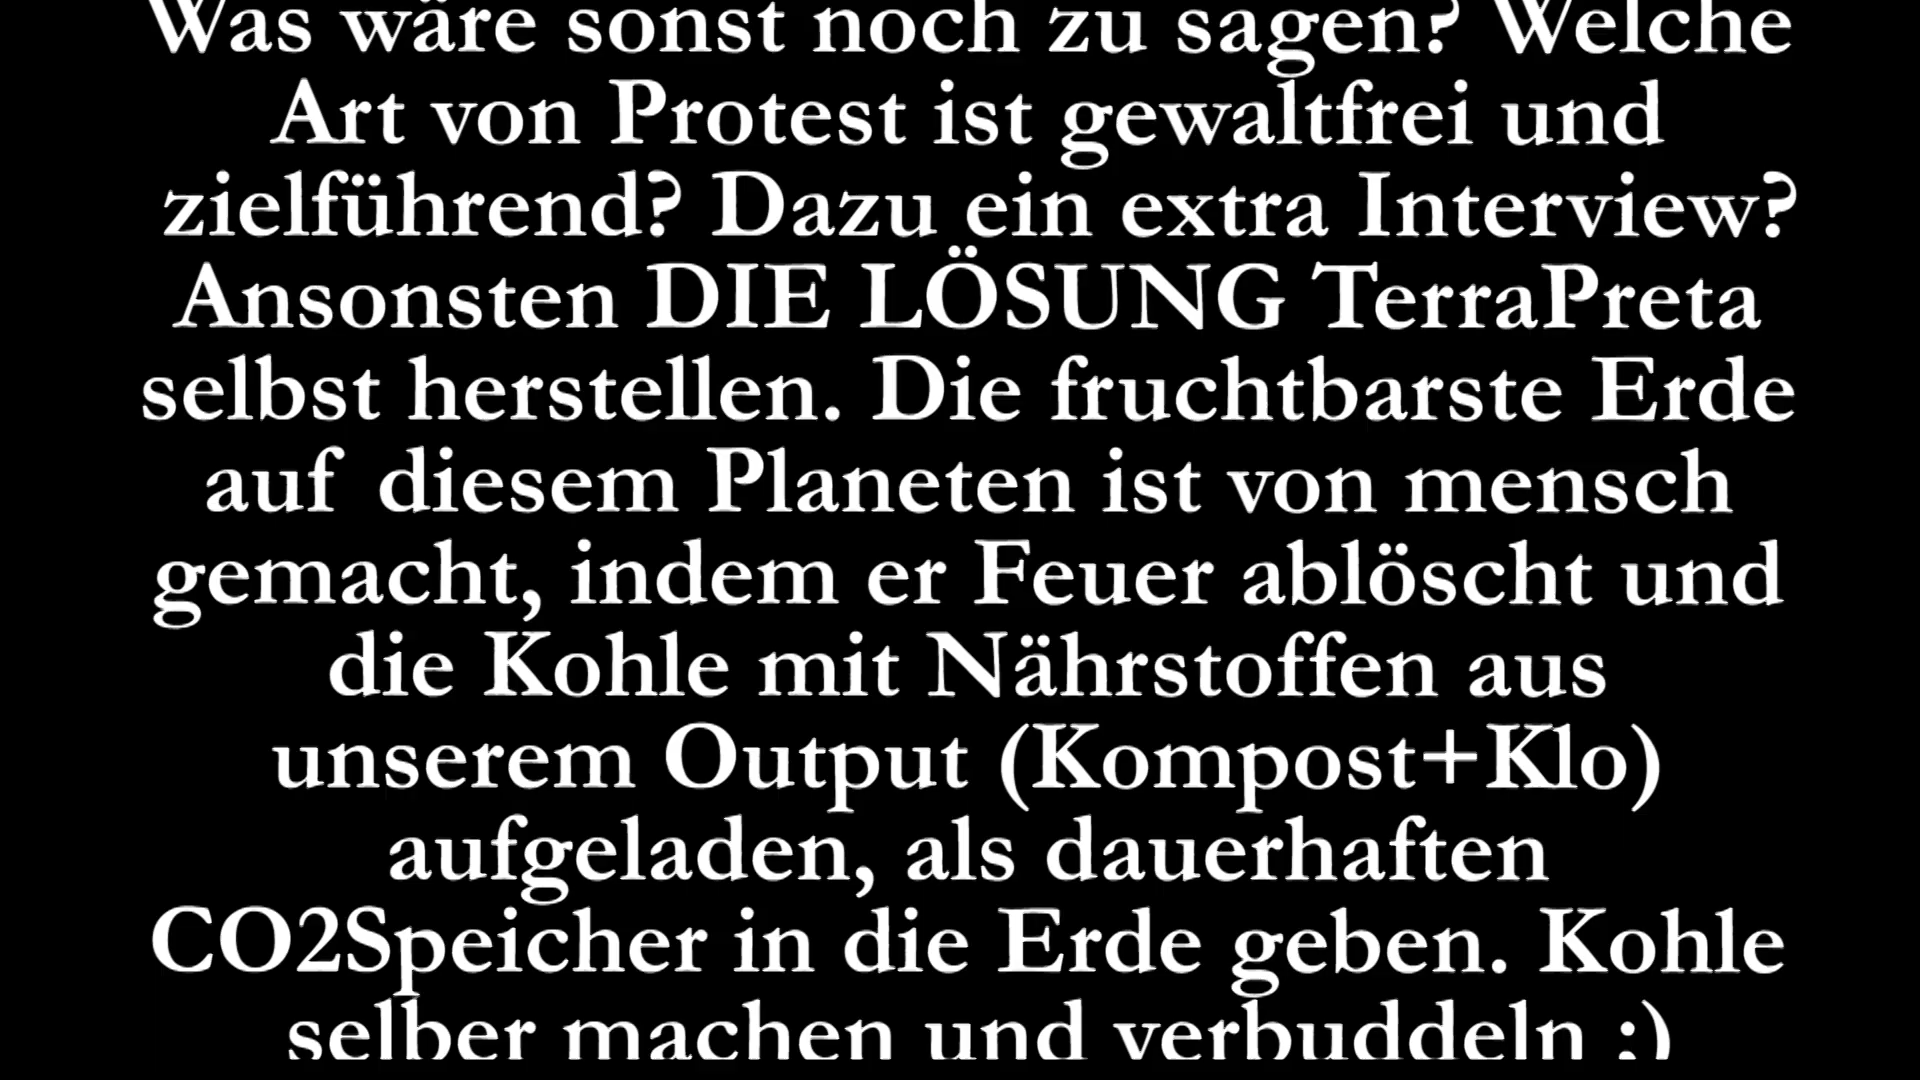 Was wäre sonst noch zu sagen? Welche
Art von Protest ist gewaltfrei und
zielführend? Dazu ein extra Interview?
Ansonsten DIE LÖSUNG TerraPreta
selbst herstellen. Die fruchtbarste Erde
auf diesem Planeten ist von mensch
gemacht, indem er Feuer ablöscht und
die Kohle mit Nährstoffen aus
unserem Output (Kompost+Klo)
aufgeladen, als dauerhaften
CO2Speicher in die Erde geben. Kohle
selber machen und verbuddeln :)